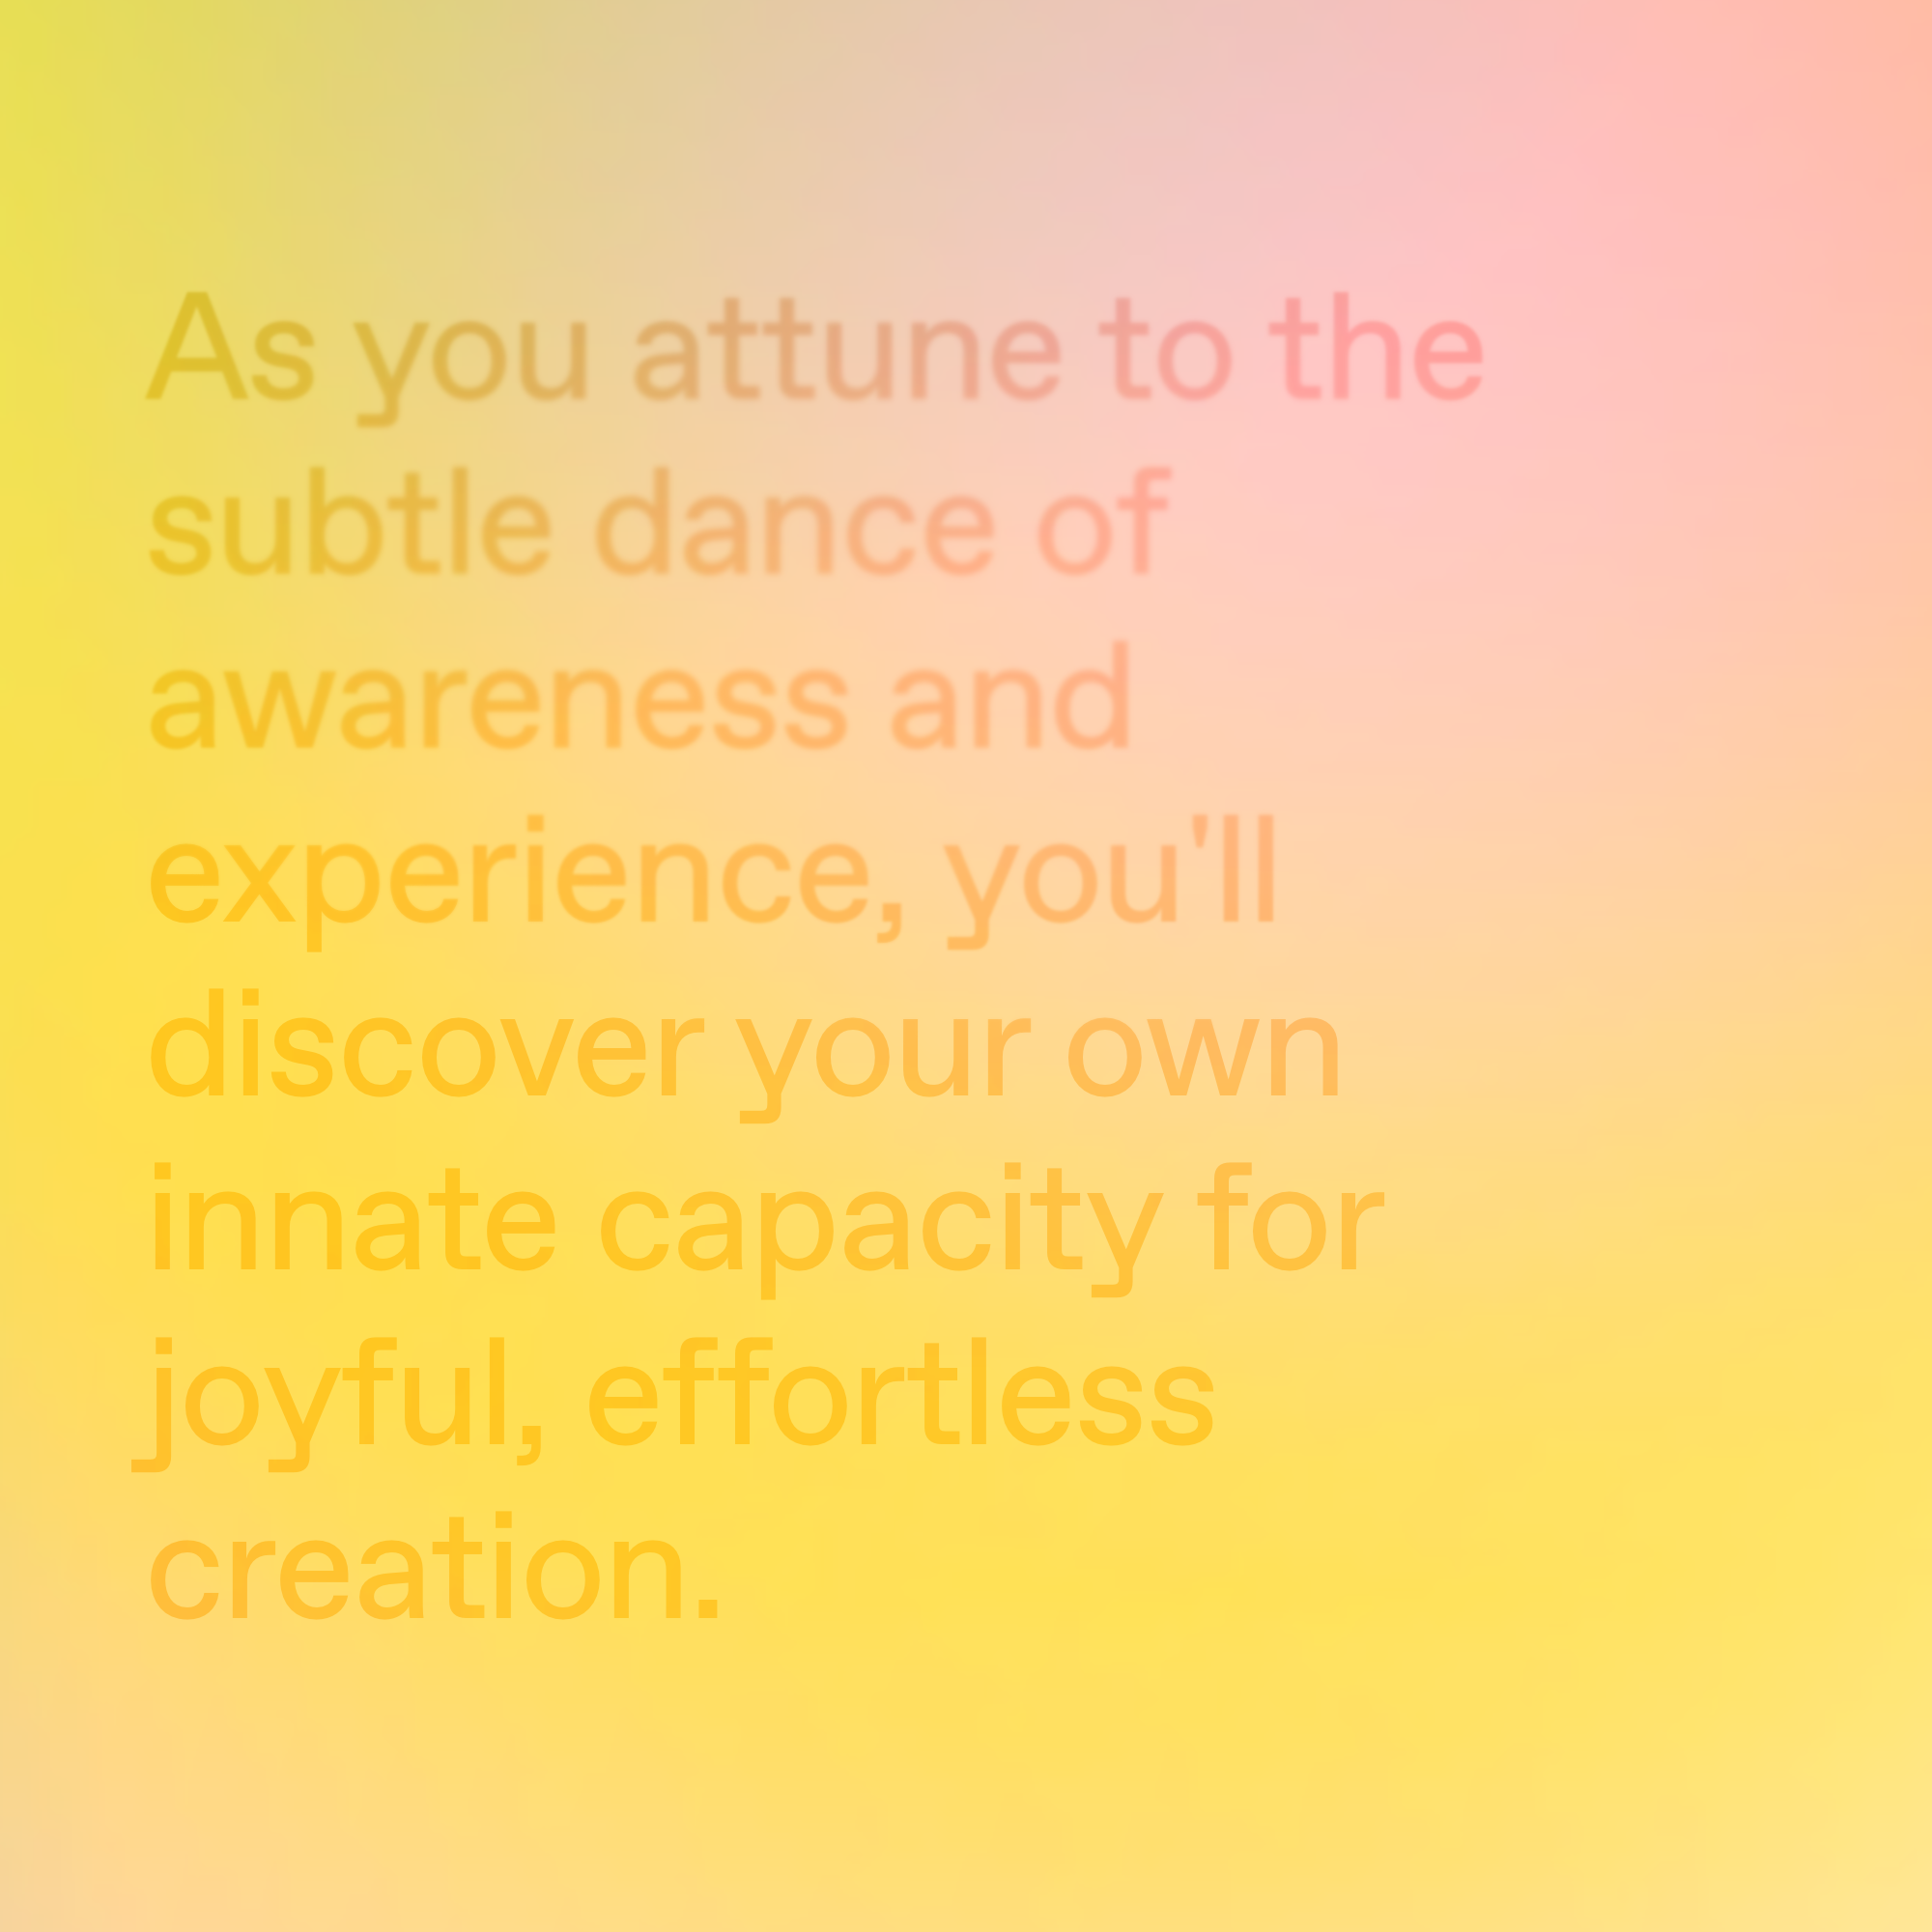 As you attune to the
subtle dance of
awareness and
experience, you'll
discover your own
innate capacity for
joyful, effortless
creation.